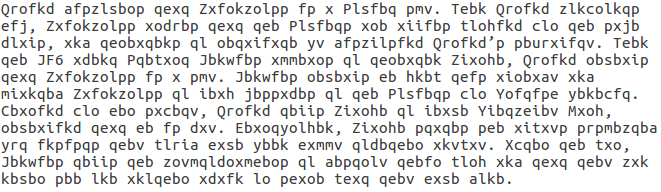 Qrofkd afpzlsbop qexq Zxfokzolpp fp x Plsfbq pmv. Tebk Qrofkd zlkcolkqp
efj, Zxfokzolpp xodrbp qexq qeb Plsfbqp xob xiifbp tlohfkd clo qeb pxjb
dlxip, xka qeobxqbkp ql obqxifxqb yv afpzilpfkd Qrofkd’p pburxifqv. Tebk
qeb JF6 xdbkq Pqbtxoq Jbkwfbp xmmbxop ql qeobxqbk Zixohb, Qrofkd obsbxip
qexq Zxfokzolpp fp x pmv. Jbkwfbp obsbxip eb hkbt qefp xiobxav xka
mixkqba Zxfokzolpp ql ibxh jbppxdbp ql qeb Plsfbqp clo Yofqfpe ybkbcfq.
Cbxofkd clo ebo pxcbqv, Qrofkd qbiip Zixohb ql ibxsb Yibqzeibv Mxoh,
obsbxifkd qexq eb fp dxv. Ebxoqyolhbk, Zixohb pqxqbp peb xitxvp prpmbzqba
yrq fkpfpqp qebv tlria exsb ybbk exmmv qldbqebo xkvtxv. Xcqbo qeb txo,
Jbkwfbp qbiip qeb zovmqldoxmebop ql abpqolv qebfo tloh xka qexq qebv zxk
kbsbo pbb lkb xklqebo xdxfk lo pexob texq qebv exsb alkb.